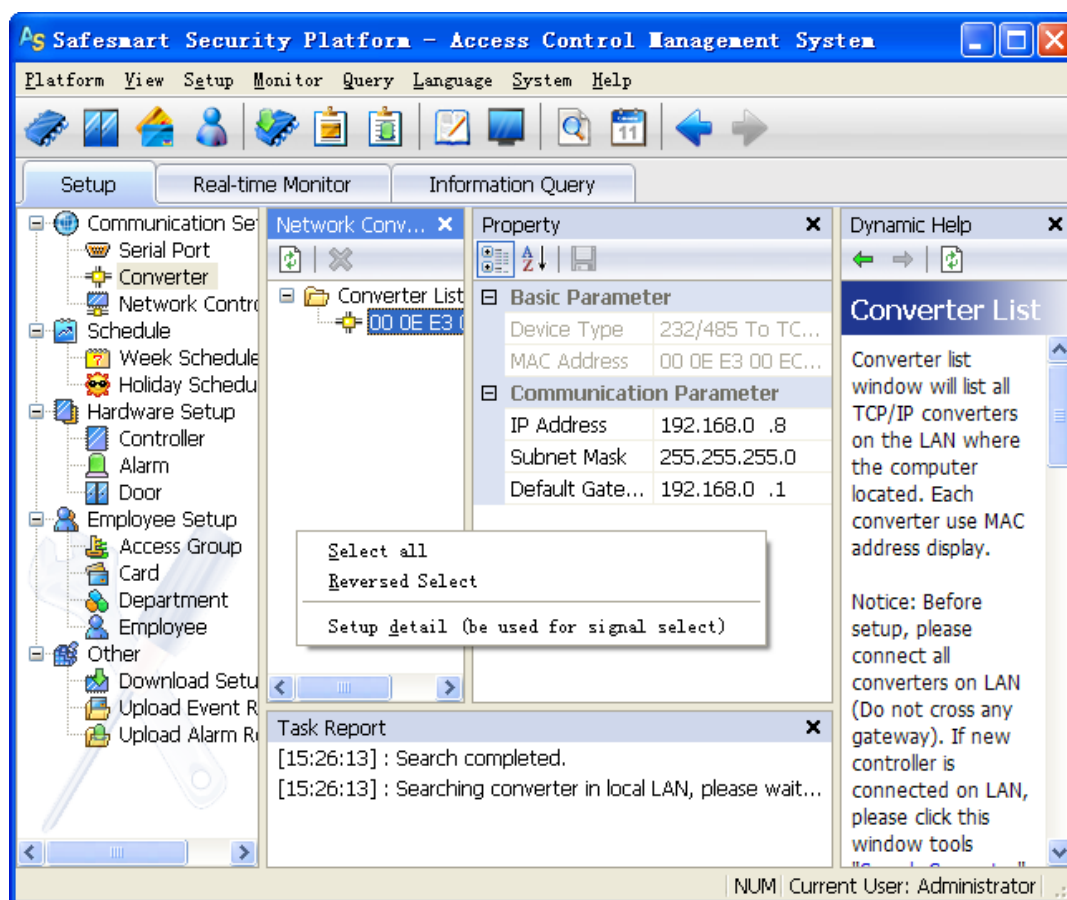 AS Safesmart Security Platform - Access Control Management System
Platform View Setup Monitor Query Language System Help
11
Setup Real-time Monitor Information Query
Communication Se
Serial Port
Converter
Network Contro
Schedule
7 Week Schedule
Holiday Schedu
Hardware Setup
Controller
Alarm
Door
Employee Setup
Access Group
Card
Department
Employee
Other
Download Setu
Upload Event R
Upload Alarm R
Network Conv...
Converter List
00 0E E3 0
Property
A
Z
Basic Parameter
Device Type 232/485 To TC...
MAC Address 00 0E E3 00 EC...
Communication Parameter
IP Address 192.168.0 .8
Subnet Mask 255.255.255.0
Default Gate... 192.168.0 .1
Select all
Reversed Select
Setup detail (be used for signal select)
Task Report
[15:26:13] : Search completed.
[15:26:13] : Searching converter in local LAN, please wait...
Dynamic Help
Converter List
Converter list
window will list all
TCP/IP converters
on the LAN where
the computer
located. Each
converter use MAC
address display.
Notice: Before
setup, please
connect all
converters on LAN
(Do not cross any
gateway). If new
controller is
connected on LAN,
please click this
window tools
NUM Current User: Administrator